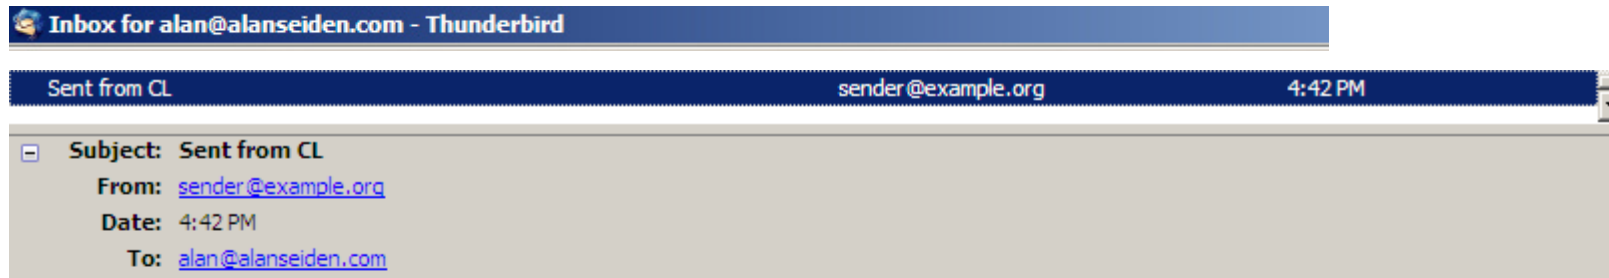 Inbox for alan@alanseiden.com - Thunderbird
Sent from CL sender@example.org 4:42 PM
Subject: Sent from CL
From: sender@example.org
Date: 4:42 PM
To: alan@alanseiden.com